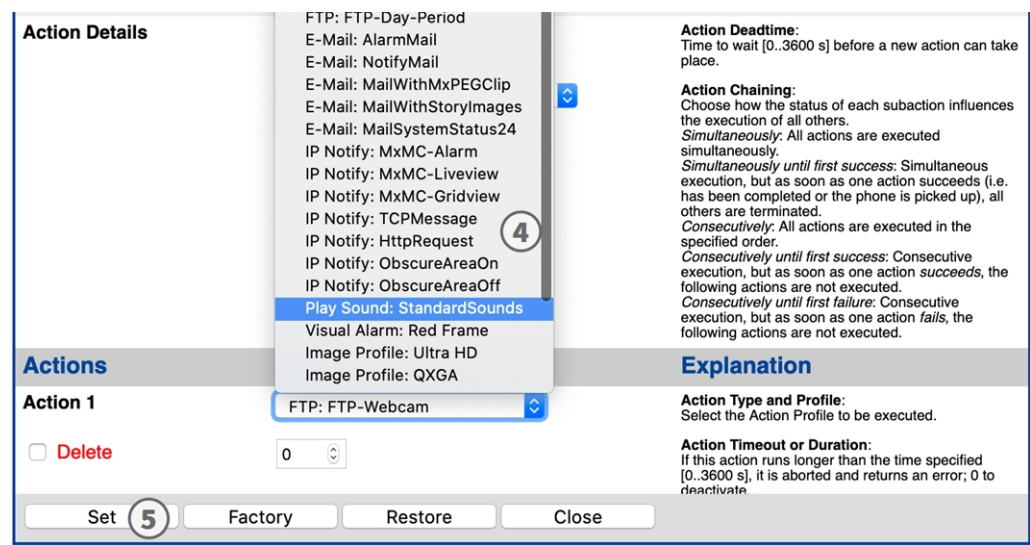 Action Details
FTP: FTP-Day-Period
E-Mail: AlarmMail
E-Mail: NotifyMail
E-Mail: MailWithMxPEGClip
E-Mail: MailWithStoryImages
E-Mail: MailSystemStatus24
IP Notify: MxMC-Alarm
IP Notify: MxMC-Liveview
IP Notify: MxMC-Gridview
IP Notify: TCPMessage
IP Notify: HttpRequest
IP Notify: ObscureAreaOn
IP Notify: ObscureAreaOff
Play Sound: StandardSounds
Visual Alarm: Red Frame
Image Profile: Ultra HD
Image Profile: QXGA
4
Action Deadtime:
Time to wait [0..3600 s] before a new action can take
place.
Action Chaining:
Choose how the status of each subaction influences
the execution of all others.
Simultaneously: All actions are executed
simultaneously.
Simultaneously until first success: Simultaneous
execution, but as soon as one action succeeds (i.e.
has been completed or the phone is picked up), all
others are terminated.
Consecutively: All actions are executed in the
specified order.
Consecutively until first success: Consecutive
execution, but as soon as one action succeeds, the
following actions are not executed.
Consecutively until first failure: Consecutive
execution, but as soon as one action fails, the
following actions are not executed.
Actions
Explanation
Action 1
FTP: FTP-Webcam
Action Type and Profile:
Select the Action Profile to be executed.
Delete
0
Action Timeout or Duration:
If this action runs longer than the time specified
[0..3600 s], it is aborted and returns an error; 0 to
deactivate.
Set
5
Factory
Restore
Close